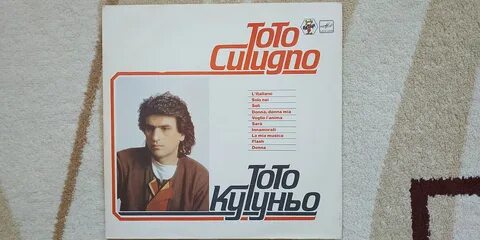 TOTO
CUTUGNO
L'Italiano
Solo noi
Soli
Donna, donna mia
Voglio l'anima
Sarà
Innamorati
La mia musica
Flash
Donna
ТОТО
КУТУНЬО